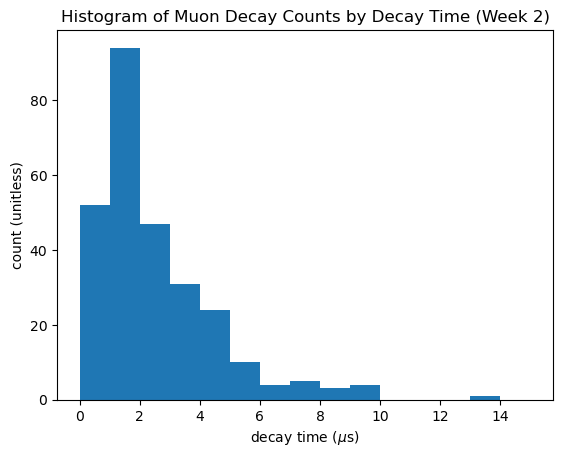 Histogram of Muon Decay Counts by Decay Time (Week 2)
count (unitless)
80
60
40
20
0
0 2 4 6 8 10 12 14
decay time (μs)